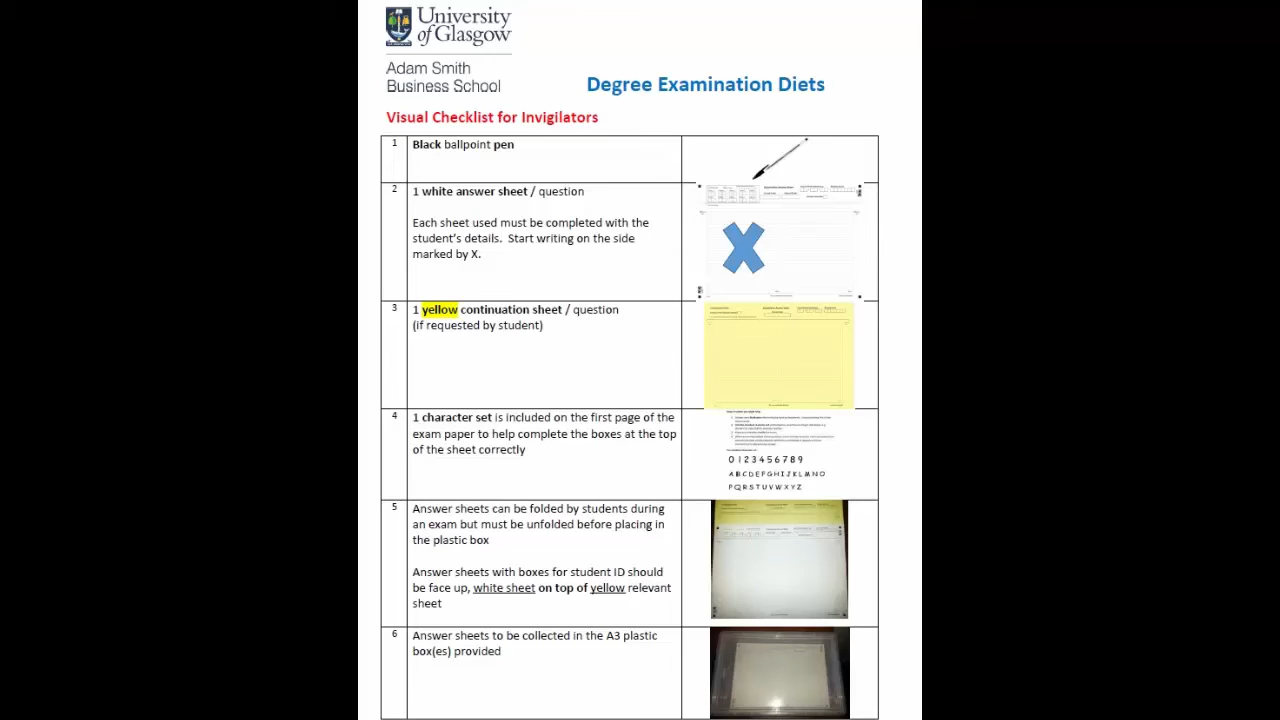 University
of Glasgow
Adam Smith
Business School
Degree Examination Diets
Visual Checklist for Invigilators
1
Black ballpoint pen
2
1 white answer sheet / question
Each sheet used must be completed with the
student's details. Start writing on the side
marked by X.
X
3
1 yellow continuation sheet / question
(if requested by student)
4
1 character set is included on the first page of the
exam paper to help complete the boxes at the top
of the sheet correctly
0 1 2 3 4 5 6 7 8 9
A B C D E F G H I J K L M N O
P Q R S T U V W X Y Z
5
Answer sheets can be folded by students during
an exam but must be unfolded before placing in
the plastic box
Answer sheets with boxes for student ID should
be face up, white sheet on top of yellow relevant
sheet
6
Answer sheets to be collected in the A3 plastic
box(es) provided